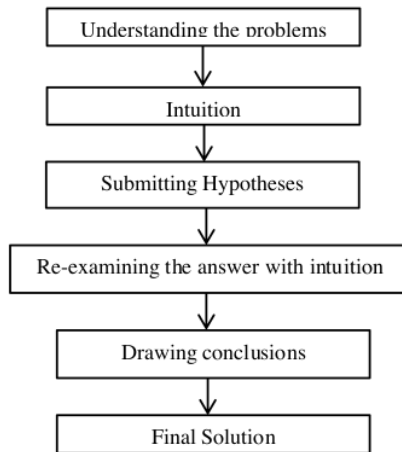 Understanding the problems
Intuition
Submitting Hypotheses
Re-examining the answer with intuition
Drawing conclusions
Final Solution